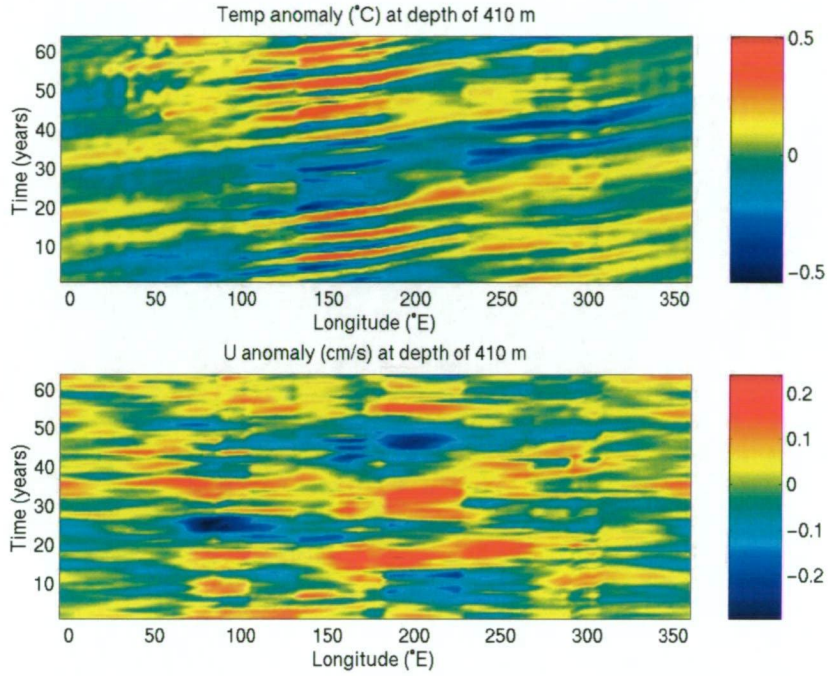 Temp anomaly (°C) at depth of 410 m
60
50
40
30
20
10
Time (years)
0 50 100 150 200 250 300 350
Longitude (°E)
0.5
0
−0.5
U anomaly (cm/s) at depth of 410 m
60
50
40
30
20
10
Time (years)
0 50 100 150 200 250 300 350
Longitude (°E)
0.2
0.1
0
−0.1
−0.2